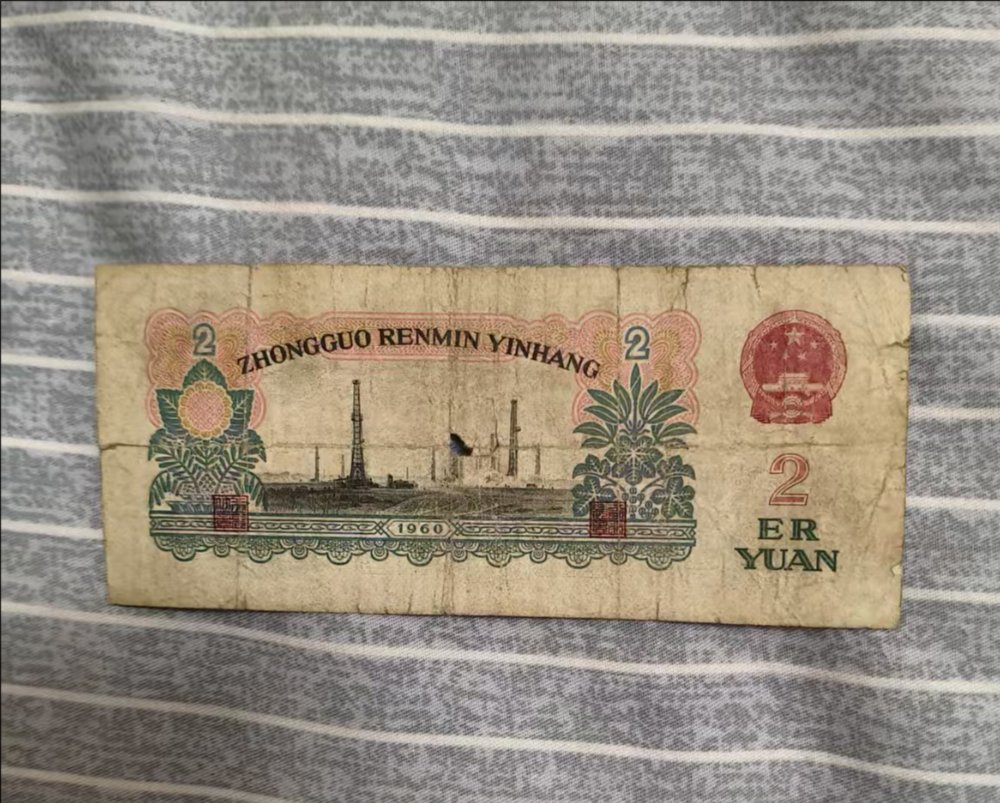 2 2
ZHONGGUO RENMIN YINHANG
1960
2
ER
YUAN